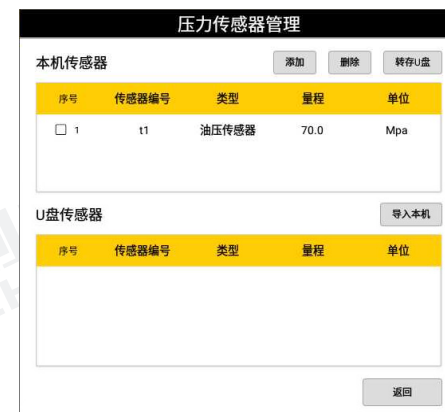 压力传感器管理
本机传感器 添加 删除 转存U盘
序号 传感器编号 类型 量程 单位
1 t1 油压传感器 70.0 Mpa
U盘传感器 导入本机
序号 传感器编号 类型 量程 单位
返回